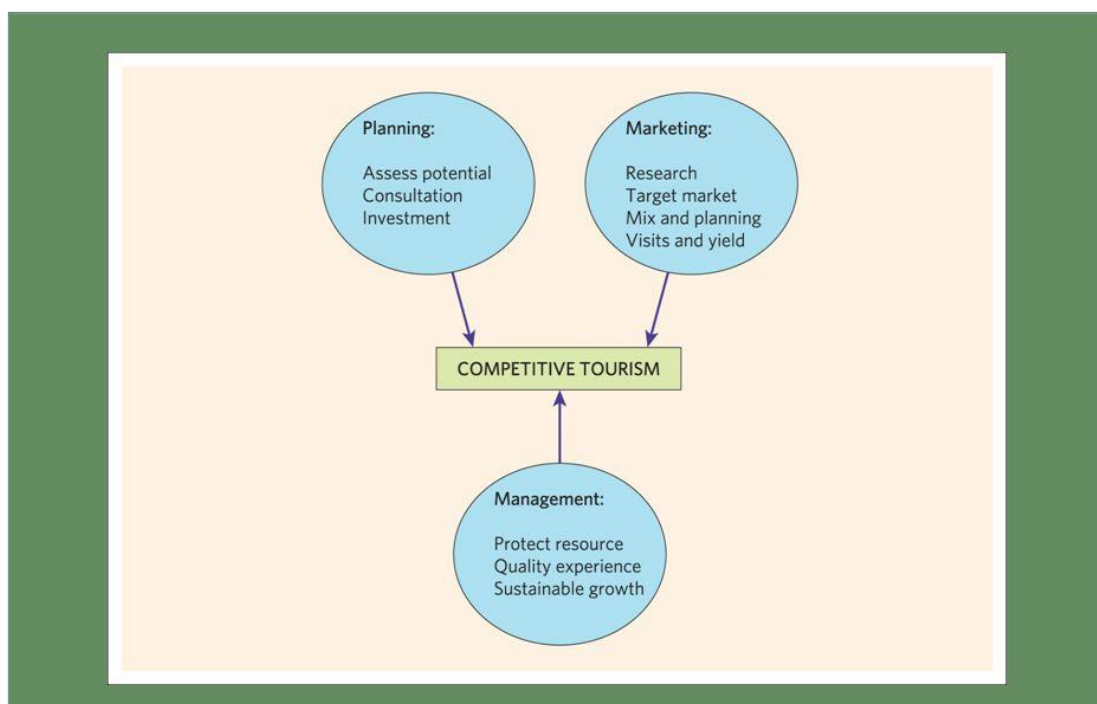 Planning:
Assess potential
Consultation
Investment
Marketing:
Research
Target market
Mix and planning
Visits and yield
COMPETITIVE TOURISM
Management:
Protect resource
Quality experience
Sustainable growth